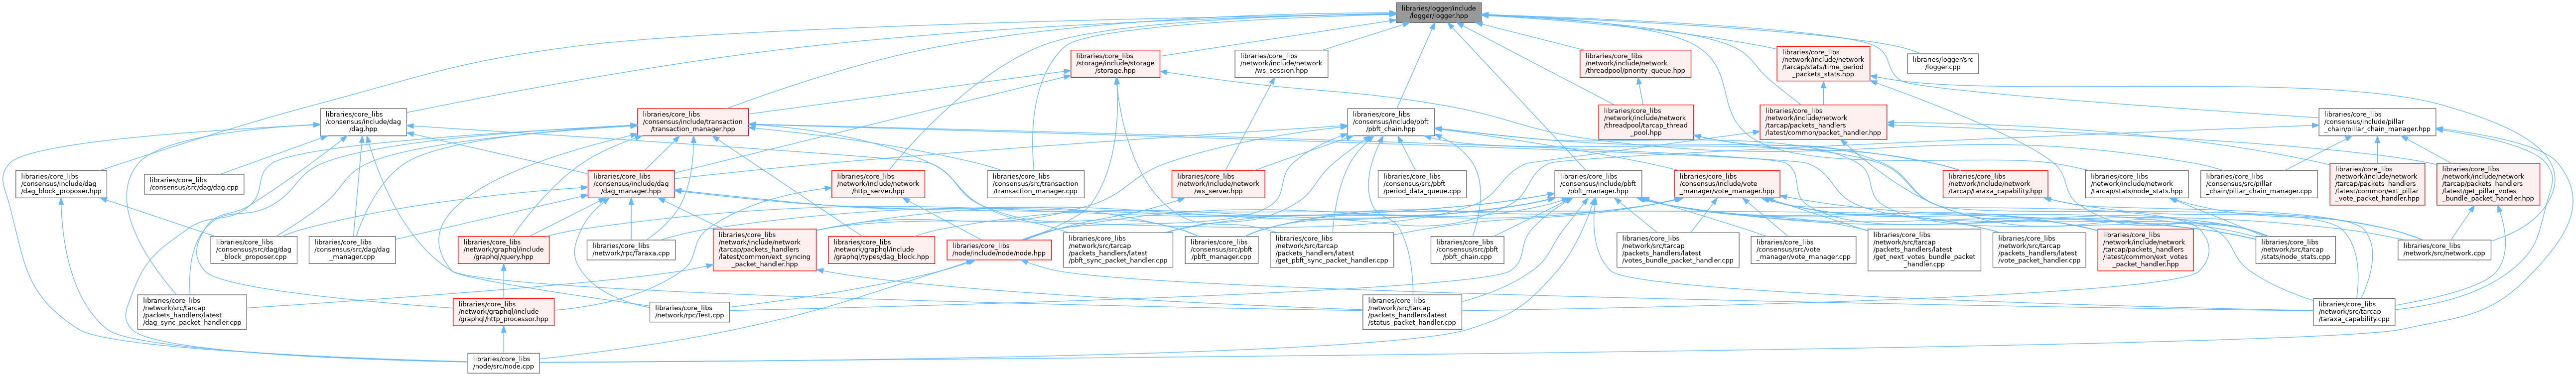 libraries/logger/include
/logger/logger.hpp
libraries/core_libs
/storage/include/storage
/storage.hpp
libraries/core_libs
/network/include/network
/ws_session.hpp
libraries/core_libs
/network/include/network
/threadpool/priority_queue.hpp
libraries/core_libs
/network/include/network
/tarcap/stats/time_period
_packets_stats.hpp
libraries/logger/src
/logger.cpp
libraries/core_libs
/consensus/include/dag
/dag.hpp
libraries/core_libs
/consensus/include/transaction
/transaction_manager.hpp
libraries/core_libs
/consensus/include/pbft
/pbft_chain.hpp
libraries/core_libs
/network/include/network
/threadpool/tarcap_thread
_pool.hpp
libraries/core_libs
/network/include/network
/tarcap/packets_handlers
/latest/common/packet_handler.hpp
libraries/core_libs
/consensus/include/pillar
_chain/pillar_chain_manager.hpp
libraries/core_libs
/consensus/include/dag
/dag_block_proposer.hpp
libraries/core_libs
/consensus/src/dag/dag.cpp
libraries/core_libs
/consensus/include/dag
/dag_manager.hpp
libraries/core_libs
/network/include/network
/http_server.hpp
libraries/core_libs
/consensus/src/transaction
/transaction_manager.cpp
libraries/core_libs
/network/include/network
/ws_server.hpp
libraries/core_libs
/consensus/src/pbft
/period_data_queue.cpp
libraries/core_libs
/consensus/include/pbft
/pbft_manager.hpp
libraries/core_libs
/consensus/include/vote
_manager/vote_manager.hpp
libraries/core_libs
/network/include/network
/tarcap/taraxa_capability.hpp
libraries/core_libs
/network/include/network
/tarcap/stats/node_stats.hpp
libraries/core_libs
/consensus/src/pillar
_chain/pillar_chain_manager.cpp
libraries/core_libs
/network/include/network
/tarcap/packets_handlers
/latest/common/ext_pillar
_vote_packet_handler.hpp
libraries/core_libs
/network/include/network
/tarcap/packets_handlers
/latest/get_pillar_votes
_bundle_packet_handler.hpp
libraries/core_libs
/consensus/src/dag/dag
_block_proposer.cpp
libraries/core_libs
/consensus/src/dag/dag
_manager.cpp
libraries/core_libs
/network/graphql/include
/graphql/query.hpp
libraries/core_libs
/network/rpc/Taraxa.cpp
libraries/core_libs
/network/include/network
/tarcap/packets_handlers
/latest/common/ext_syncing
_packet_handler.hpp
libraries/core_libs
/network/graphql/include
/graphql/types/dag_block.hpp
libraries/core_libs
/node/include/node/node.hpp
libraries/core_libs
/network/src/tarcap
/packets_handlers/latest
/pbft_sync_packet_handler.cpp
libraries/core_libs
/consensus/src/pbft
/pbft_manager.cpp
libraries/core_libs
/network/src/tarcap
/packets_handlers/latest
/get_pbft_sync_packet_handler.cpp
libraries/core_libs
/consensus/src/pbft
/pbft_chain.cpp
libraries/core_libs
/network/src/tarcap
/packets_handlers/latest
/votes_bundle_packet_handler.cpp
libraries/core_libs
/consensus/src/vote
_manager/vote_manager.cpp
libraries/core_libs
/network/src/tarcap
/packets_handlers/latest
/get_next_votes_bundle_packet
_handler.cpp
libraries/core_libs
/network/src/tarcap
/packets_handlers/latest
/vote_packet_handler.cpp
libraries/core_libs
/network/include/network
/tarcap/packets_handlers
/latest/common/ext_votes
_packet_handler.hpp
libraries/core_libs
/network/src/tarcap
/stats/node_stats.cpp
libraries/core_libs
/network/src/network.cpp
libraries/core_libs
/network/src/tarcap
/packets_handlers/latest
/dag_sync_packet_handler.cpp
libraries/core_libs
/network/graphql/include
/graphql/http_processor.hpp
libraries/core_libs
/network/rpc/Test.cpp
libraries/core_libs
/network/src/tarcap
/packets_handlers/latest
/status_packet_handler.cpp
libraries/core_libs
/network/src/tarcap
/taraxa_capability.cpp
libraries/core_libs
/node/src/node.cpp